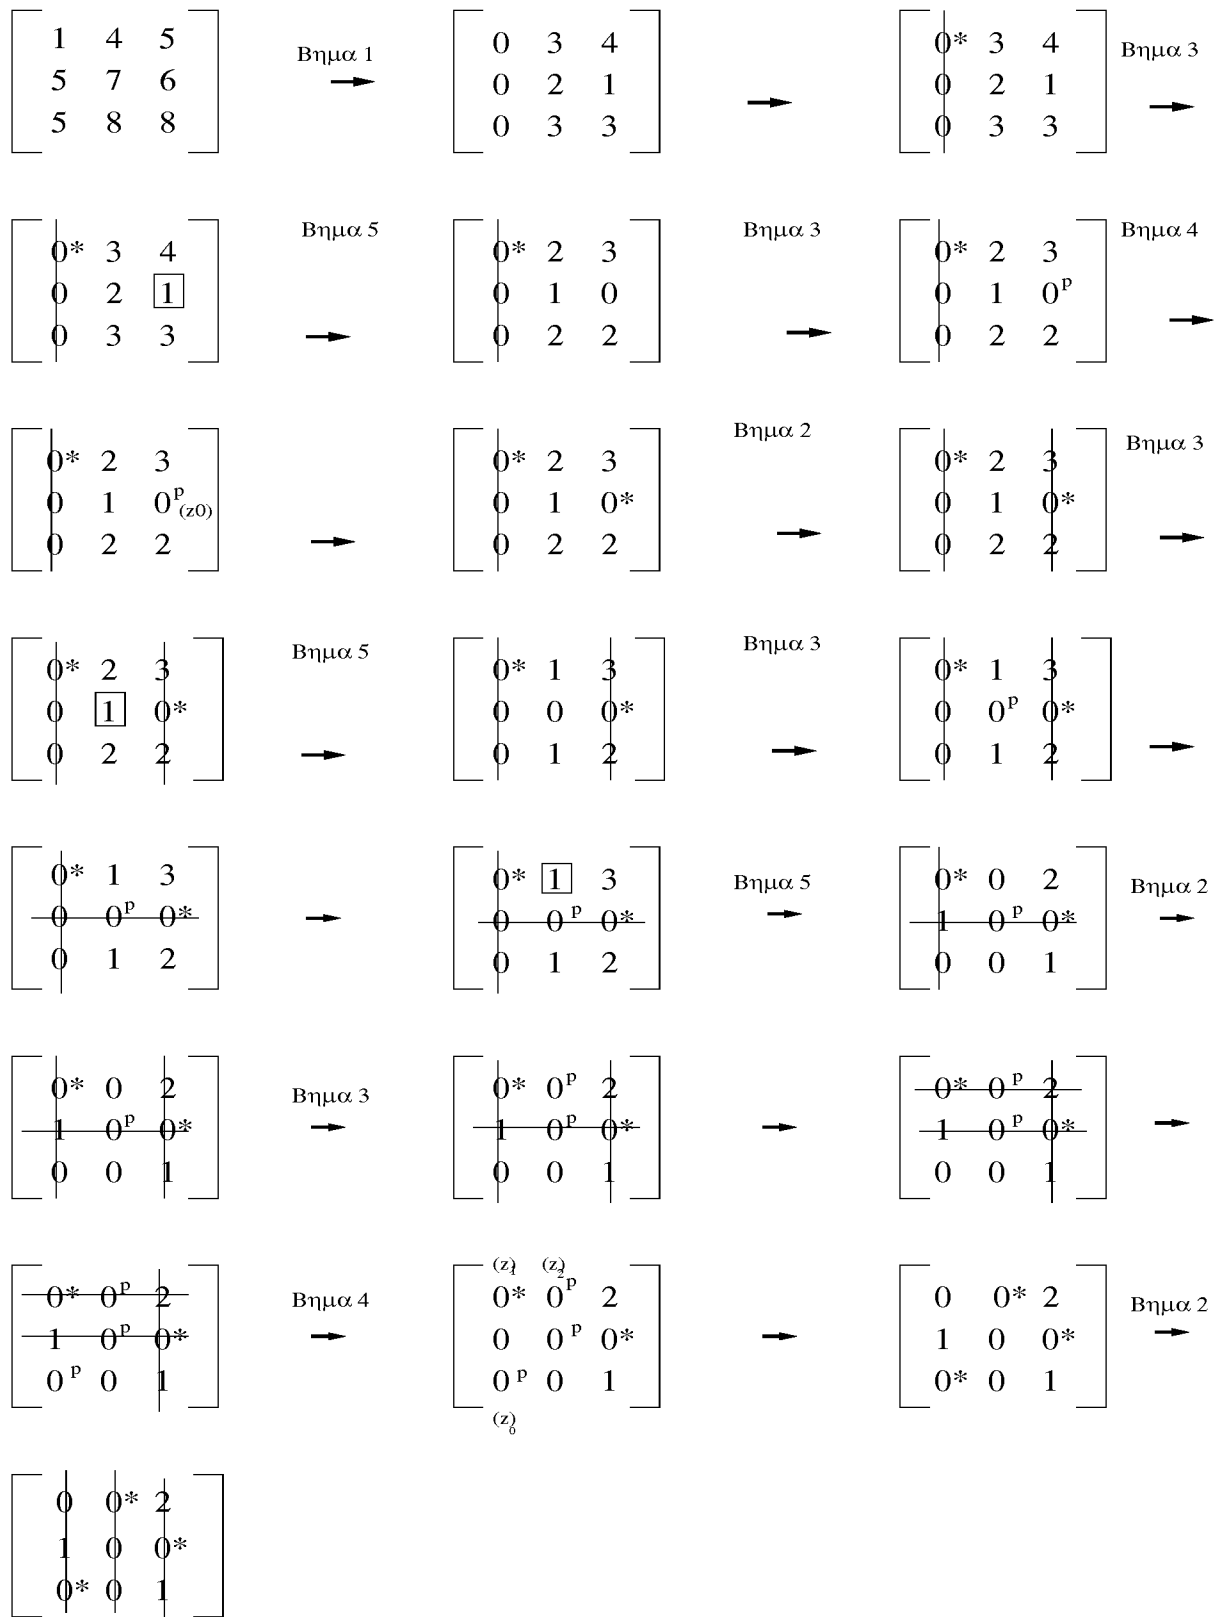 1 4 5 Βημα 1 0 3 4 0* 3 4 Βημα 3
5 7 6 0 2 1 0 2 1
5 8 8 0 3 3 0 3 3
0* 3 4 Βημα 5 0* 2 3 Βημα 3 0* 2 3 Βημα 4
0 2 1 0 1 0 0 1 0p
0 3 3 0 2 2 0 2 2
0* 2 3 0* 2 3 Βημα 2 0* 2 3 Βημα 3
0 1 0p (z0) 0 1 0* 0 1 0*
0 2 2 0 2 2 0 2 2
0* 2 3 Βημα 5 0* 1 3 Βημα 3 0* 1 3
0 1 0* 0 0 0* 0 0p 0*
0 2 2 0 1 2 0 1 2
0* 1 3 0* 1 3 Βημα 5 0* 0 2 Βημα 2
0 0p 0* 0 0p 0* 1 0p 0*
0 1 2 0 1 2 0 0 1
0* 0 2 Βημα 3 0* 0p 2 0* 0p 2
1 0p 0* 1 0p 0* 1 0p 0*
0 0 1 0 0 1 0 0 1
(z)1 (z)2
0* 0p 2 Βημα 4 0* 0p 2 0 0* 2 Βημα 2
1 0p 0* 0 0p 0* 1 0 0*
0p 0 1 0p 0 1 0* 0 1
(z)0
0 0* 2
1 0 0*
0* 0 1